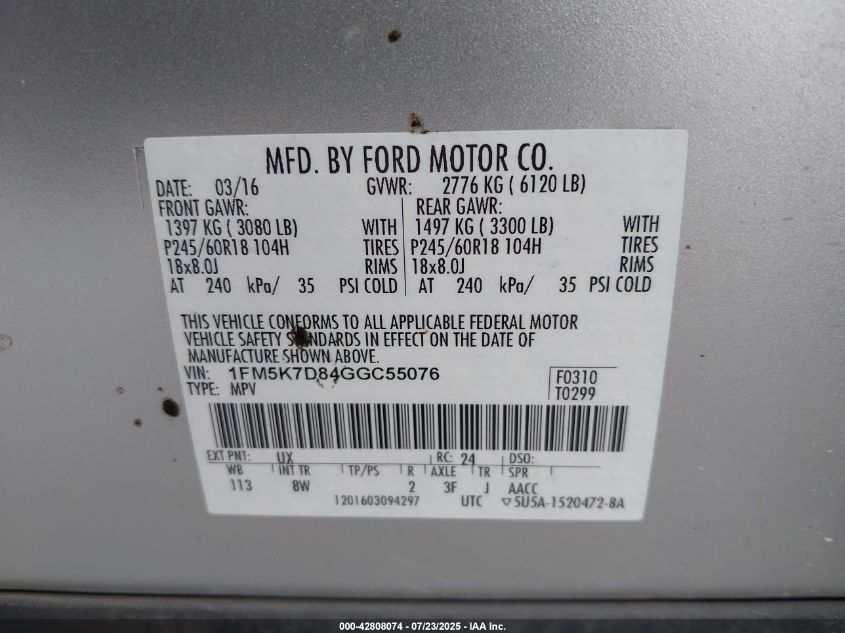 MFD. BY FORD MOTOR CO.
DATE: 03/16 GVWR: 2776 KG ( 6120 LB)
FRONT GAWR: REAR GAWR:
1397 KG ( 3080 LB) WITH 1497 KG ( 3300 LB) WITH
P245/60R18 104H TIRES P245/60R18 104H TIRES
18x8.0J RIMS 18x8.0J RIMS
AT 240 kPa/ 35 PSI COLD AT 240 kPa/ 35 PSI COLD
THIS VEHICLE CONFORMS TO ALL APPLICABLE FEDERAL MOTOR
VEHICLE SAFETY STANDARDS IN EFFECT ON THE DATE OF
MANUFACTURE SHOWN ABOVE.
VIN: 1FM5K7D84GGC55076 F0310
TYPE: MPV T0299
EXT PNT: UX RC: 24 DSO:
WB INT TR TP/PS R AXLE TR SPR
113 BW 2 3F J AACC
1201603094297 UTC ▽5U5A-1520472-BA
000-42808074 / 07/23/2025 - IAA Inc.